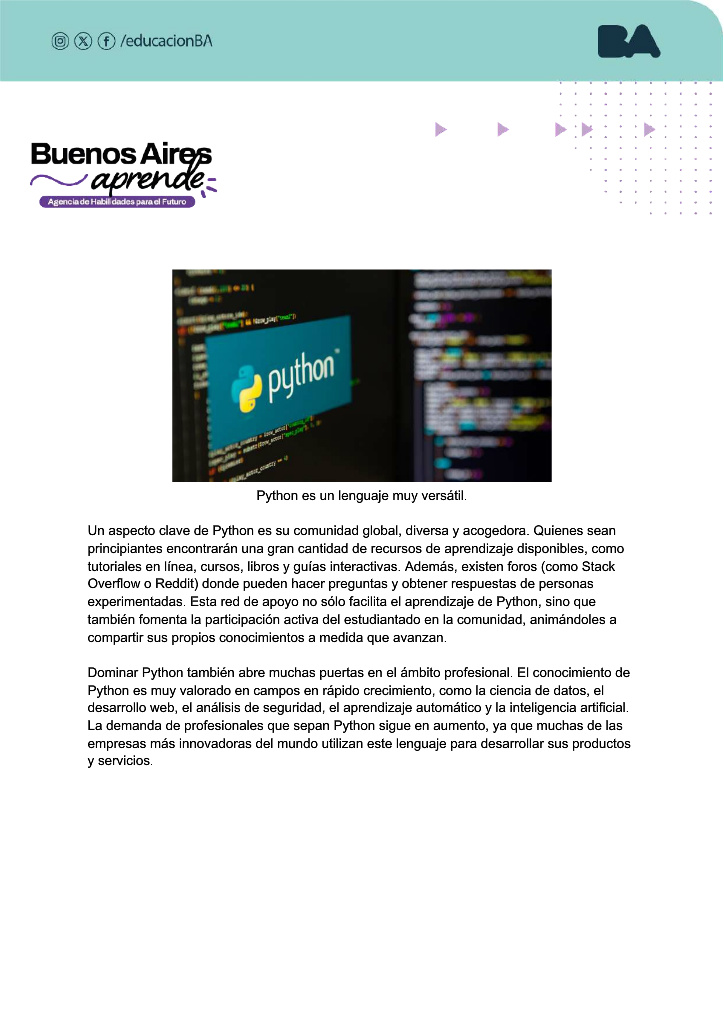 /educacionBA
BA
Buenos Aires
aprende
Agencia de Habilidades para el Futuro
python
Python es un lenguaje muy versátil.
Un aspecto clave de Python es su comunidad global, diversa y acogedora. Quienes sean
principiantes encontrarán una gran cantidad de recursos de aprendizaje disponibles, como
tutoriales en línea, cursos, libros y guías interactivas. Además, existen foros (como Stack
Overflow o Reddit) donde pueden hacer preguntas y obtener respuestas de personas
experimentadas. Esta red de apoyo no sólo facilita el aprendizaje de Python, sino que
también fomenta la participación activa del estudiantado en la comunidad, animándoles a
compartir sus propios conocimientos a medida que avanzan.
Dominar Python también abre muchas puertas en el ámbito profesional. El conocimiento de
Python es muy valorado en campos en rápido crecimiento, como la ciencia de datos, el
desarrollo web, el análisis de seguridad, el aprendizaje automático y la inteligencia artificial.
La demanda de profesionales que sepan Python sigue en aumento, ya que muchas de las
empresas más innovadoras del mundo utilizan este lenguaje para desarrollar sus productos
y servicios.